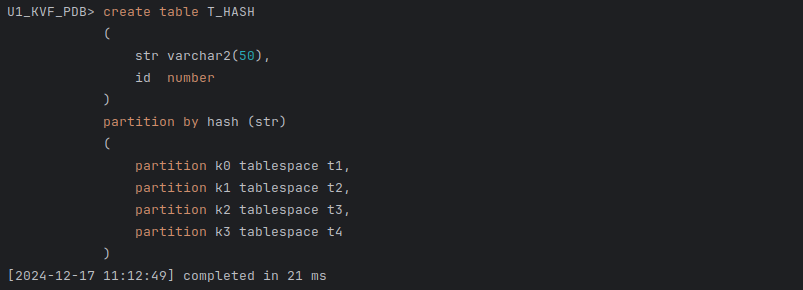 U1_KVF_PDB> create table T_HASH
(
str varchar2(50),
id  number
)
partition by hash (str)
(
partition k0 tablespace t1,
partition k1 tablespace t2,
partition k2 tablespace t3,
partition k3 tablespace t4
)
[2024-12-17 11:12:49] completed in 21 ms